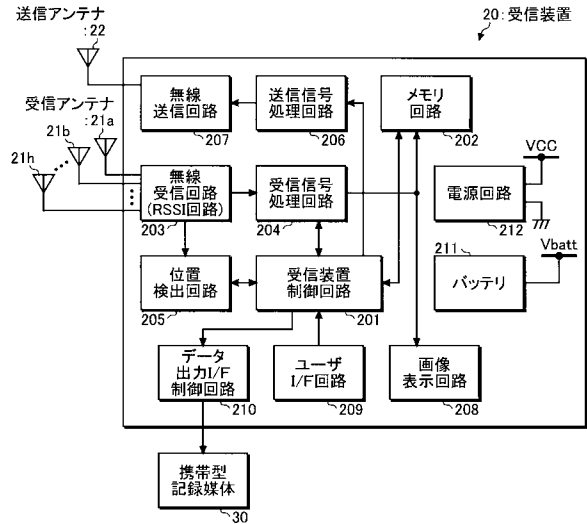 送信アンテナ
:22
20:受信装置
受信アンテナ
:21a
21b
21h
無線
送信回路
207
送信信号
処理回路
206
メモリ
回路
202
無線
受信回路
(RSSI回路)
203
受信信号
処理回路
204
VCC
電源回路
212
位置
検出回路
205
受信装置
制御回路
201
211
Vbatt
バッテリ
データ
出力I/F
制御回路
210
ユーザ
I/F回路
209
画像
表示回路
208
携帯型
記録媒体
30